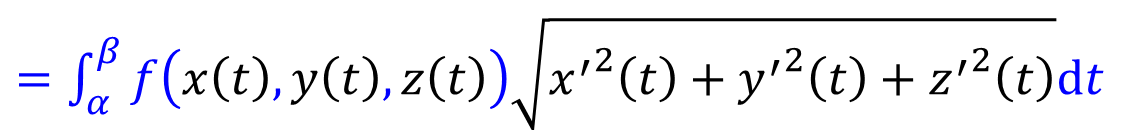 = ∫_α^β f(x(t), y(t), z(t))√(x′²(t) + y′²(t) + z′²(t)) dt